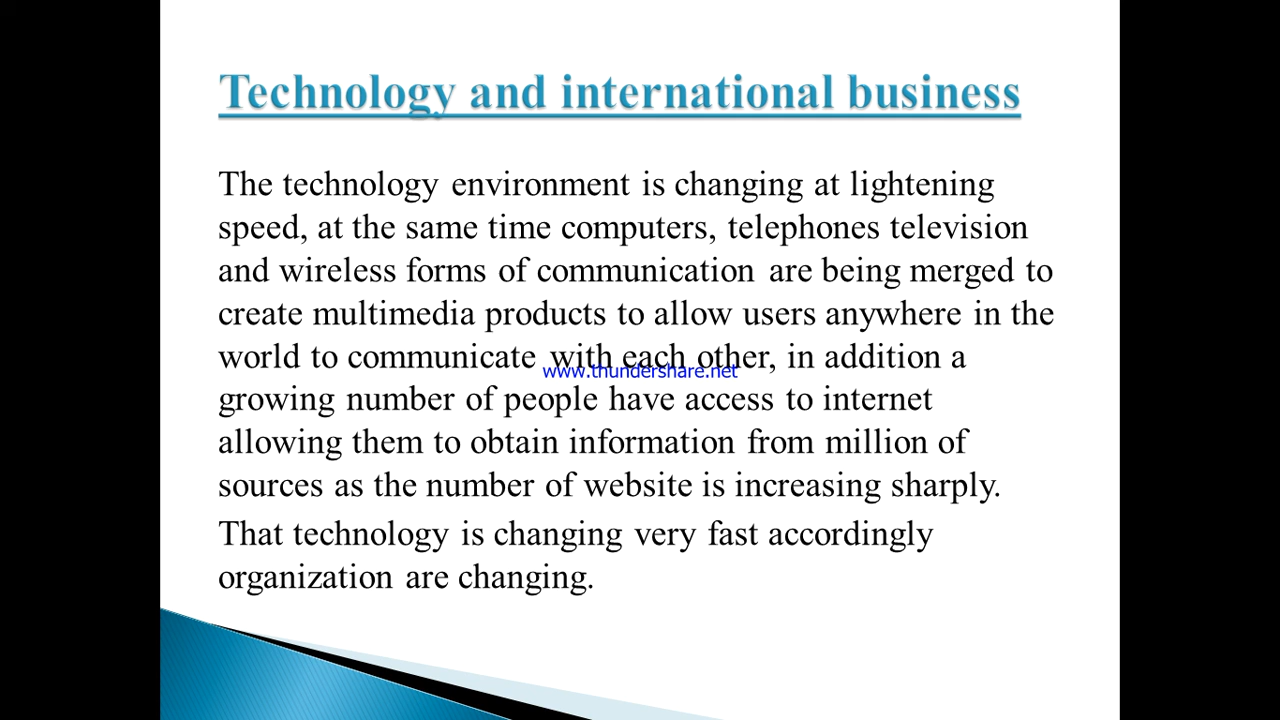 Technology and international business
The technology environment is changing at lightening
speed, at the same time computers, telephones television
and wireless forms of communication are being merged to
create multimedia products to allow users anywhere in the
world to communicate with each other, in addition a
www.thundershare.net
growing number of people have access to internet
allowing them to obtain information from million of
sources as the number of website is increasing sharply.
That technology is changing very fast accordingly
organization are changing.